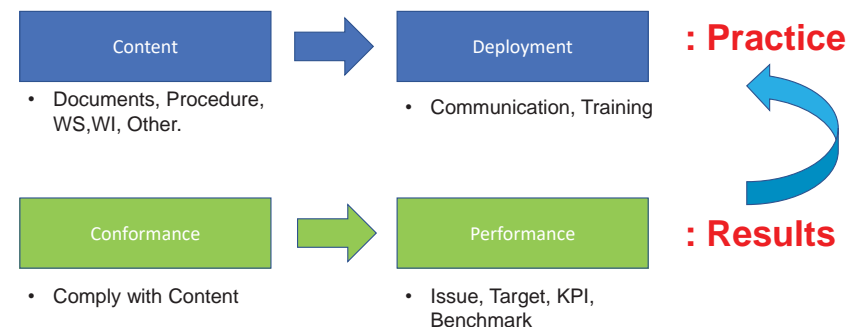 Content
Deployment
: Practice
• Documents, Procedure,
WS,WI, Other.
• Communication, Training
Conformance
Performance
: Results
• Comply with Content
• Issue, Target, KPI,
Benchmark